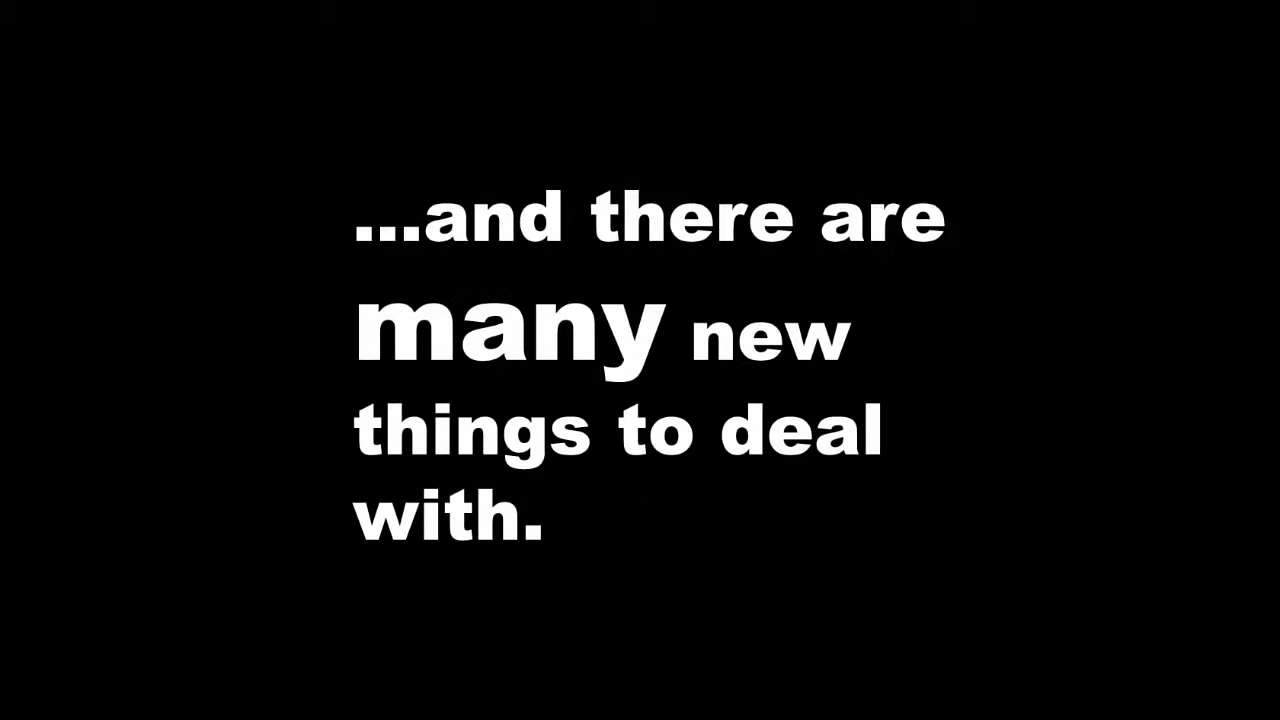 ...and there are
many new
things to deal
with.